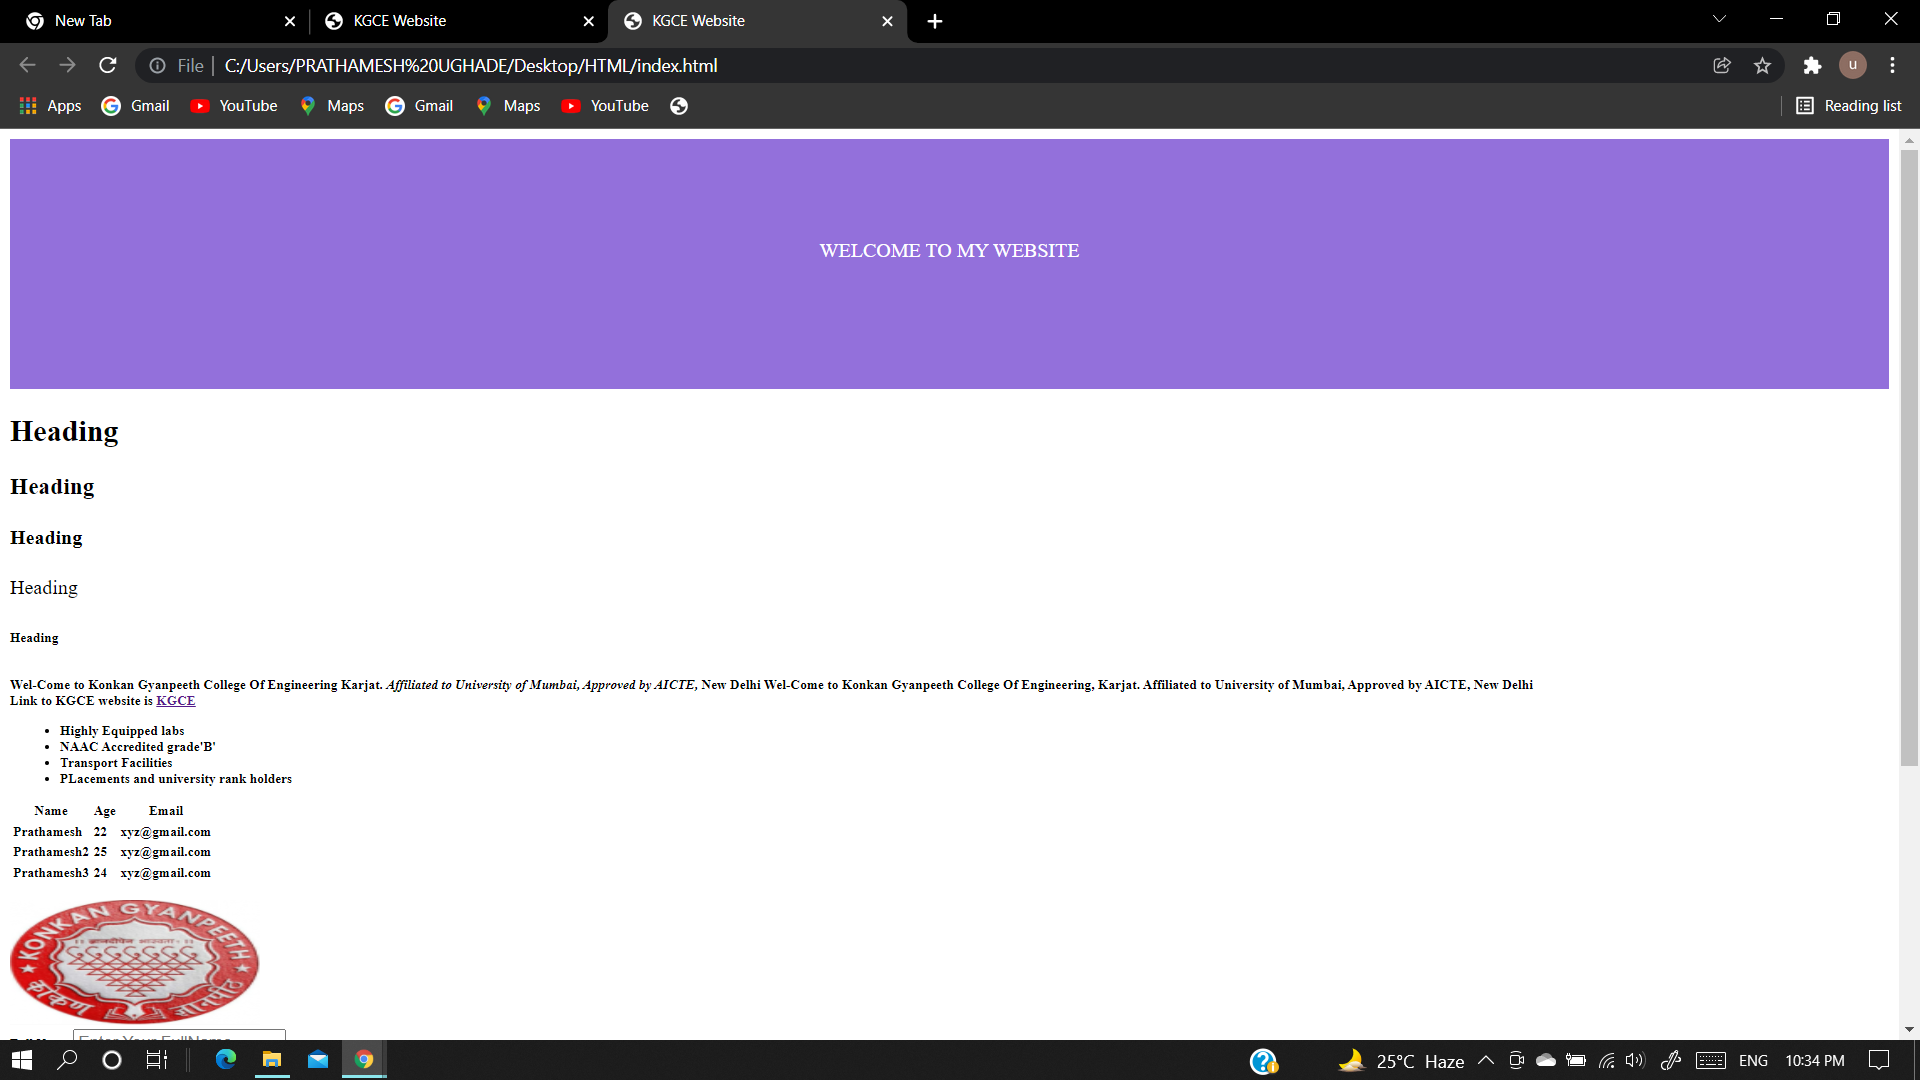 New Tab
KGCE Website
KGCE Website
File
C:/Users/PRATHAMESH%20UGHADE/Desktop/HTML/index.html
u
Apps Gmail YouTube Maps Gmail Maps YouTube Reading list
WELCOME TO MY WEBSITE
Heading
Heading
Heading
Heading
Heading
Wel-Come to Konkan Gyanpeeth College Of Engineering Karjat. Affiliated to University of Mumbai, Approved by AICTE, New Delhi Wel-Come to Konkan Gyanpeeth College Of Engineering, Karjat. Affiliated to University of Mumbai, Approved by AICTE, New Delhi
Link to KGCE website is KGCE
• Highly Equipped labs
• NAAC Accredited grade'B'
• Transport Facilities
• PLacements and university rank holders
Name Age Email
Prathamesh 22 xyz@gmail.com
Prathamesh2 25 xyz@gmail.com
Prathamesh3 24 xyz@gmail.com
KONKAN GYANPEETH
कोंकण ज्ञानपीठ
Enter Your FullName
25°C Haze
ENG
10:34 PM